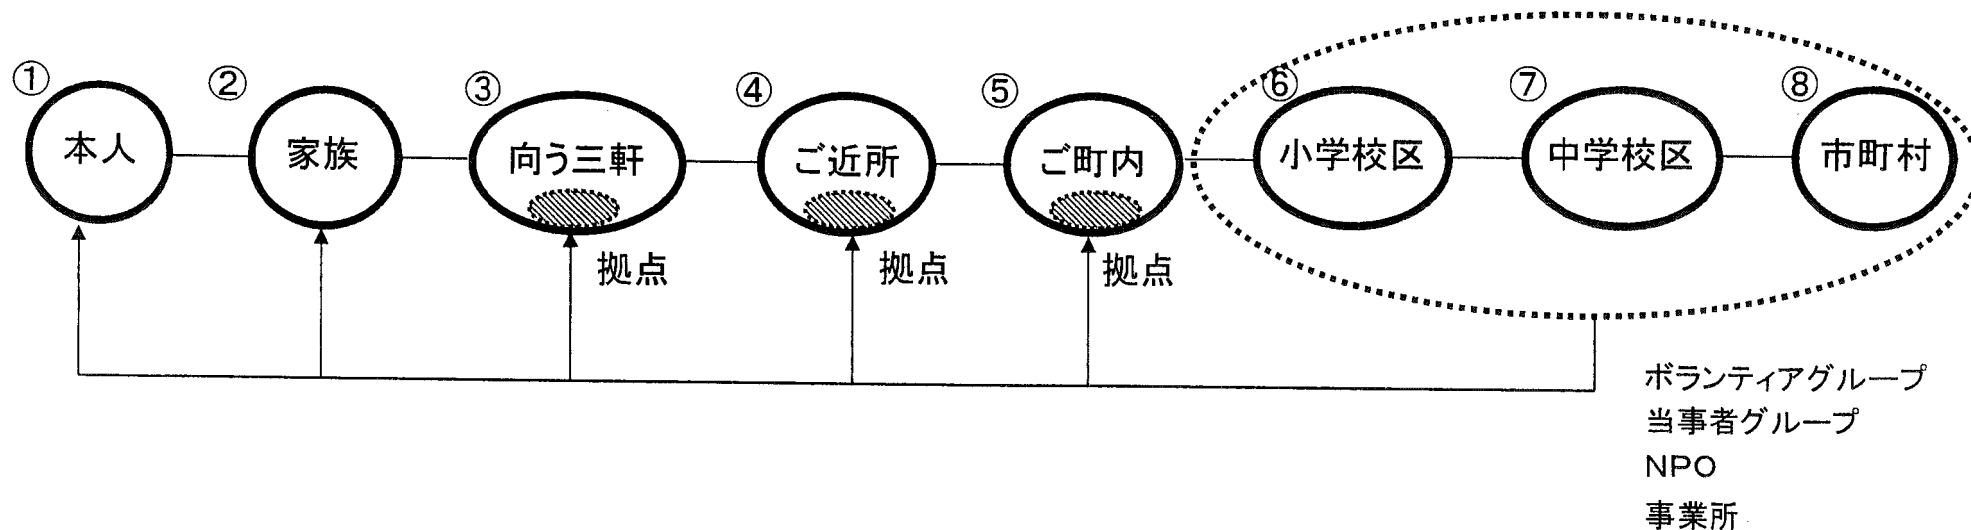 ①
本人
②
家族
③
向う三軒
④
ご近所
⑤
ご町内
⑥
小学校区
⑦
中学校区
⑧
市町村
拠点
拠点
拠点
ボランティアグループ
当事者グループ
NPO
事業所